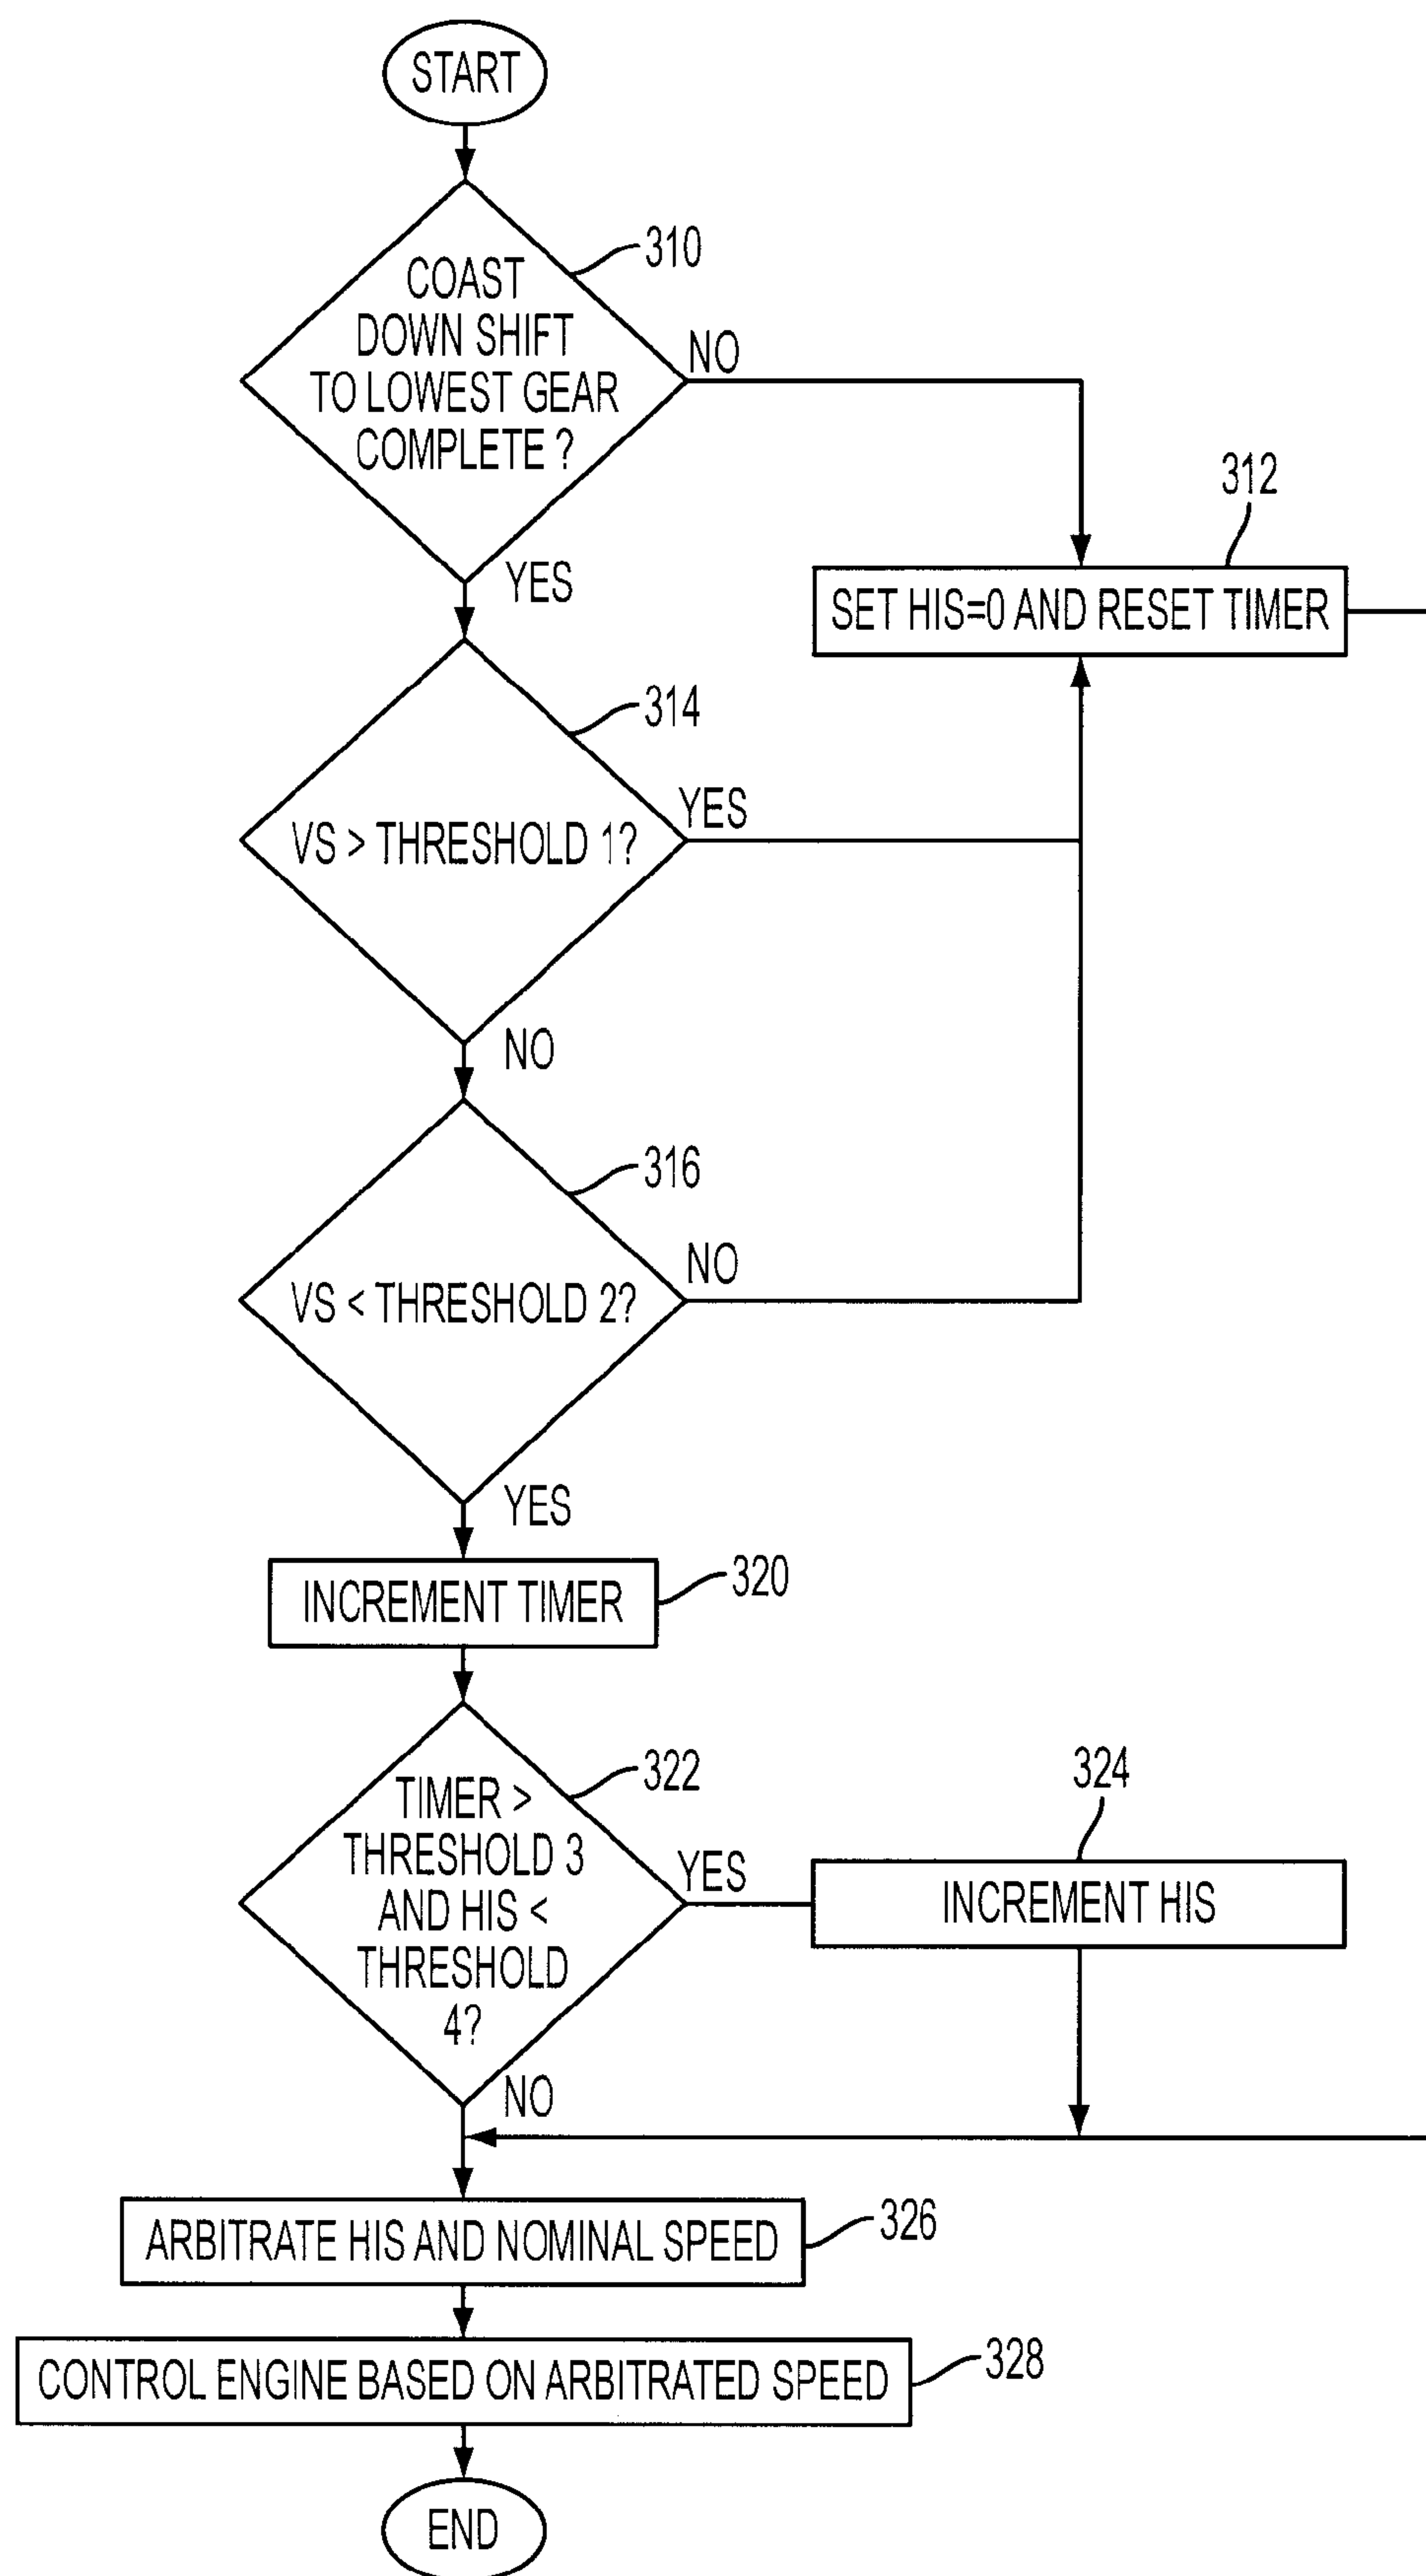 START
310
COAST
DOWN SHIFT
TO LOWEST GEAR
COMPLETE ?
NO
YES
312
SET HIS=0 AND RESET TIMER
314
VS > THRESHOLD 1?
YES
NO
316
VS < THRESHOLD 2?
NO
YES
INCREMENT TIMER
320
322
TIMER >
THRESHOLD 3
AND HIS <
THRESHOLD
4?
YES
NO
324
INCREMENT HIS
ARBITRATE HIS AND NOMINAL SPEED
326
CONTROL ENGINE BASED ON ARBITRATED SPEED
328
END